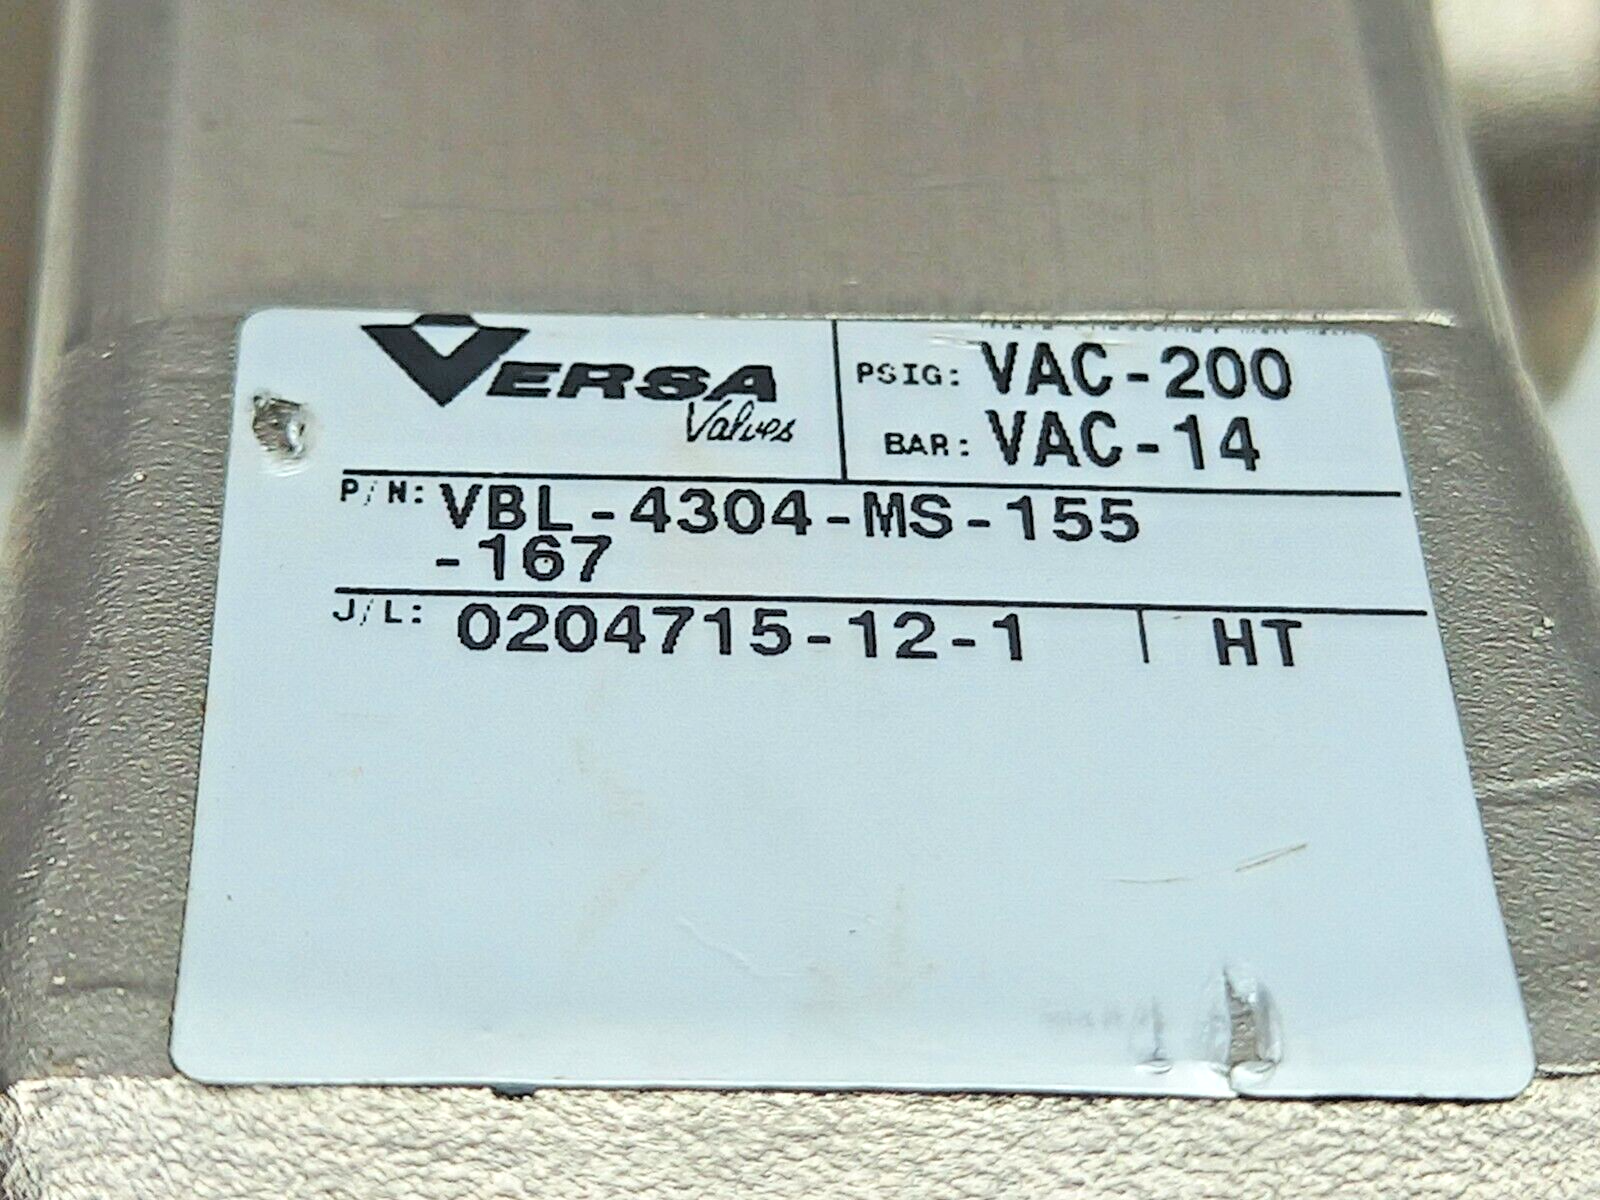 VERSA
Valves
PSIG: VAC-200
BAR: VAC-14
P/N: VBL-4304-MS-155
-167
J/L: 0204715-12-1 | HT